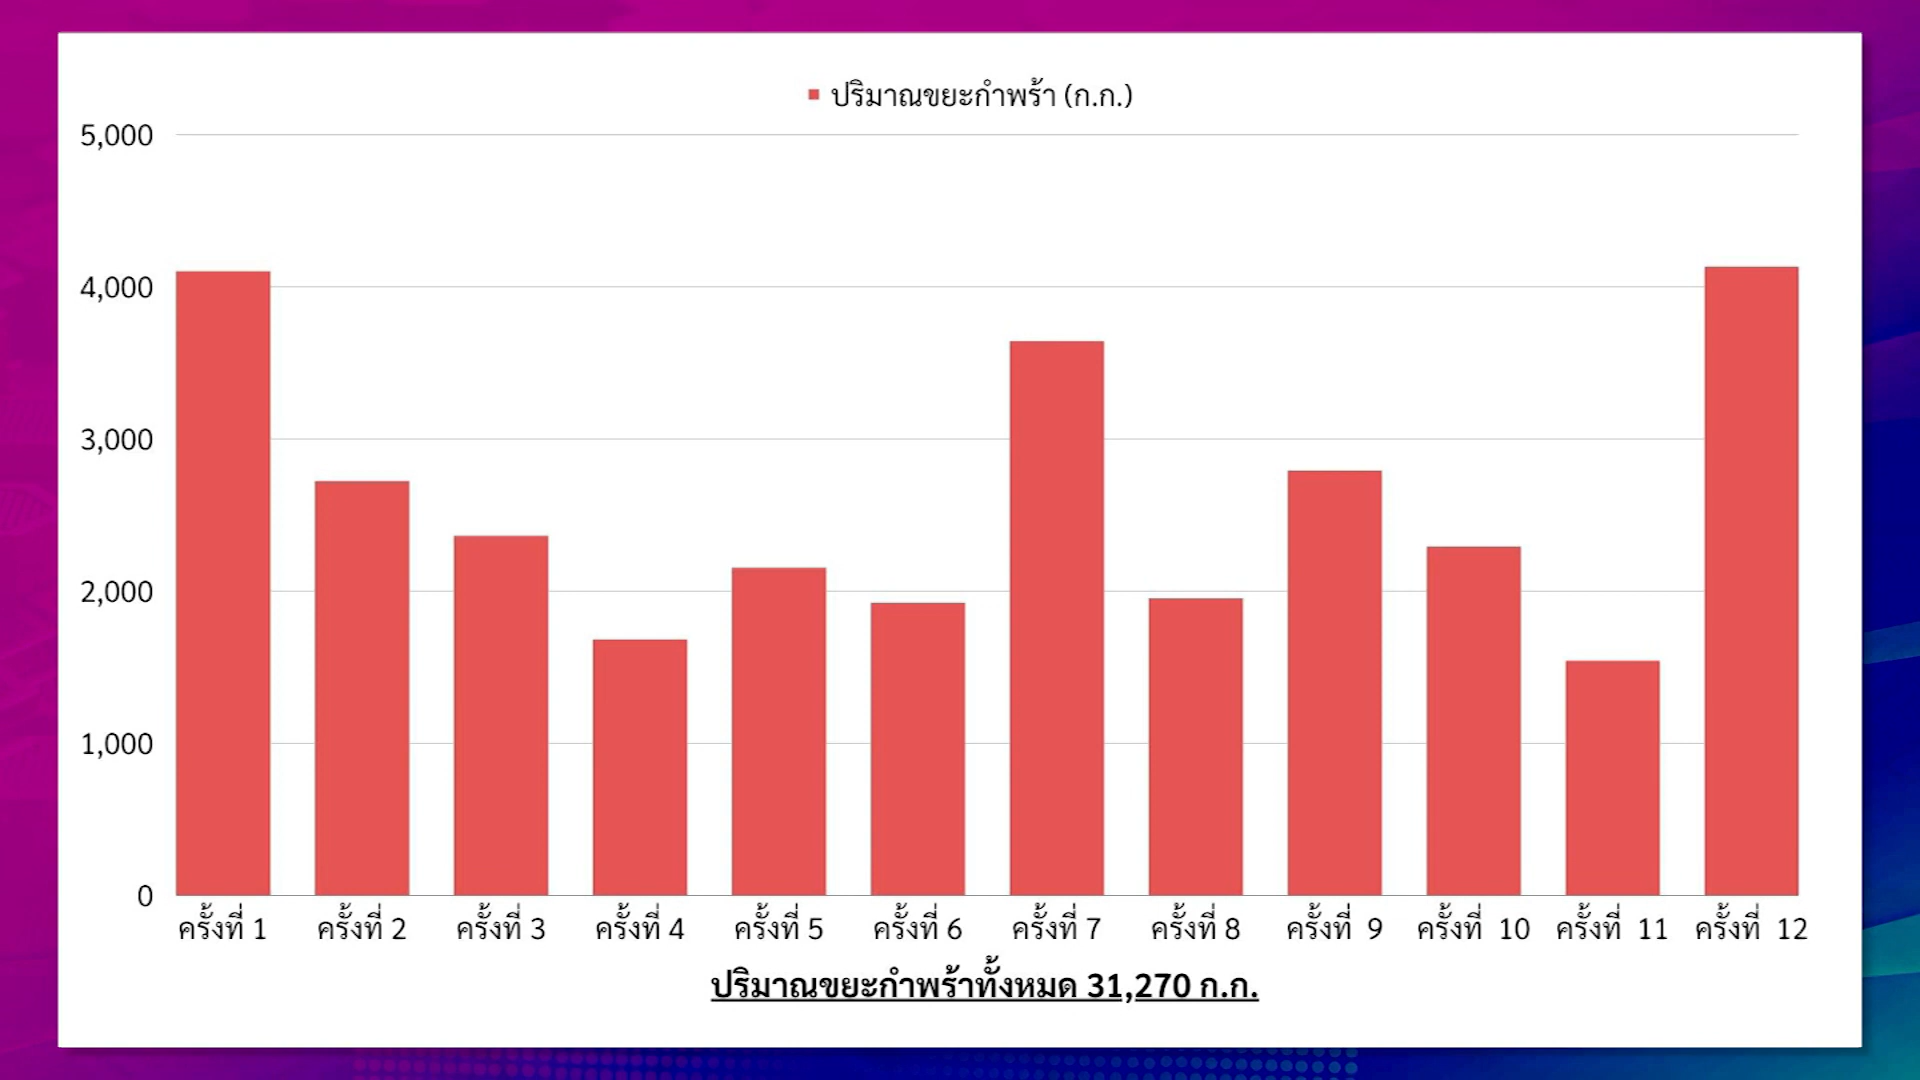 ปริมาณขยะกำพร้า (ก.ก.)
5,000
4,000
3,000
2,000
1,000
0
ครั้งที่ 1 ครั้งที่ 2 ครั้งที่ 3 ครั้งที่ 4 ครั้งที่ 5 ครั้งที่ 6 ครั้งที่ 7 ครั้งที่ 8 ครั้งที่ 9 ครั้งที่ 10 ครั้งที่ 11 ครั้งที่ 12
ปริมาณขยะกำพร้าทั้งหมด 31,270 ก.ก.